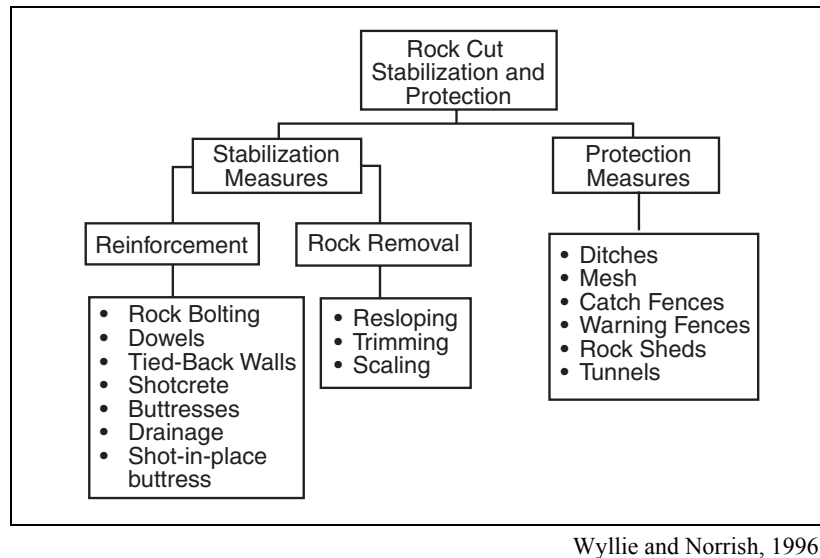 Rock Cut
Stabilization and
Protection
Stabilization
Measures
Protection
Measures
Reinforcement
Rock Removal
• Rock Bolting
• Dowels
• Tied-Back Walls
• Shotcrete
• Buttresses
• Drainage
• Shot-in-place
buttress
• Resloping
• Trimming
• Scaling
• Ditches
• Mesh
• Catch Fences
• Warning Fences
• Rock Sheds
• Tunnels
Wyllie and Norrish, 1996